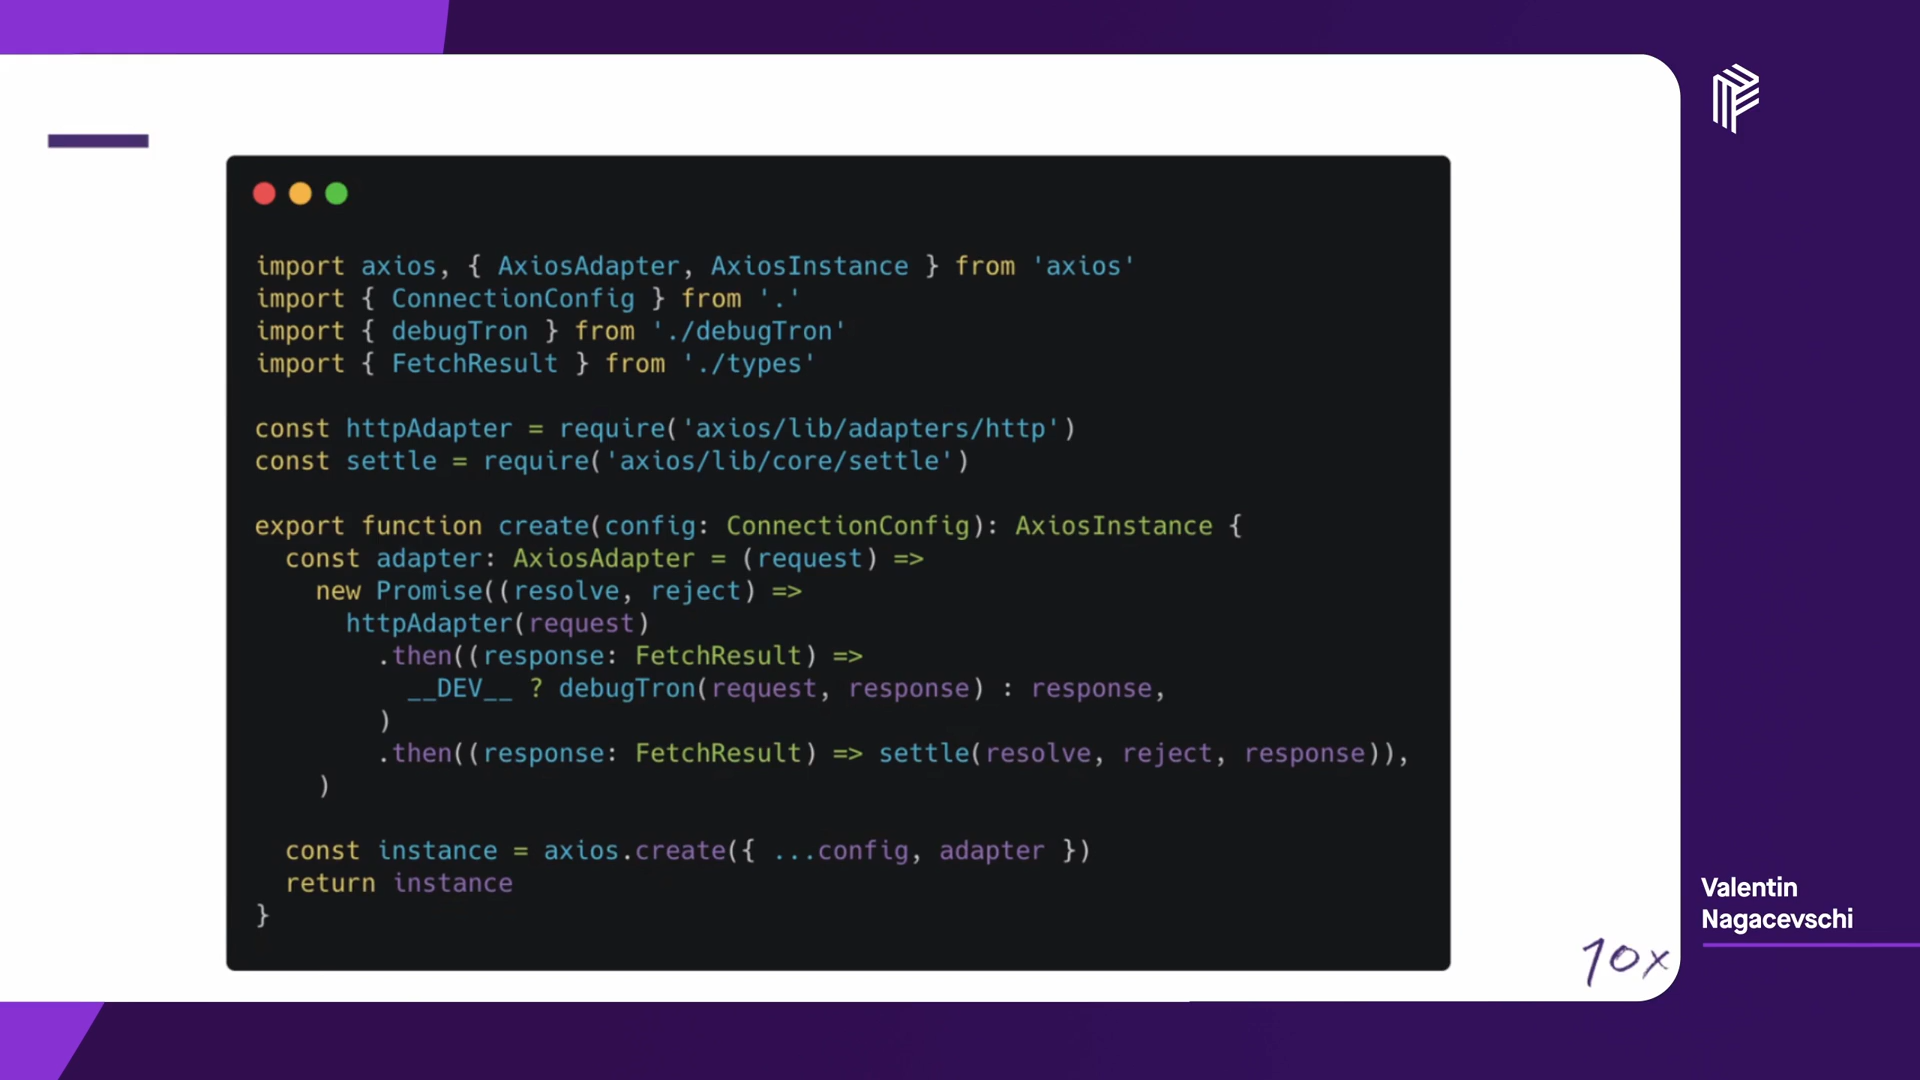 import axios, { AxiosAdapter, AxiosInstance } from 'axios'
import { ConnectionConfig } from '.'
import { debugTron } from './debugTron'
import { FetchResult } from './types'

const httpAdapter = require('axios/lib/adapters/http')
const settle = require('axios/lib/core/settle')

export function create(config: ConnectionConfig): AxiosInstance {
  const adapter: AxiosAdapter = (request) =>
    new Promise((resolve, reject) =>
      httpAdapter(request)
        .then((response: FetchResult) =>
          __DEV__ ? debugTron(request, response) : response,
        )
        .then((response: FetchResult) => settle(resolve, reject, response)),
    )

  const instance = axios.create({ ...config, adapter })
  return instance
}
10x
Valentin
Nagacevschi